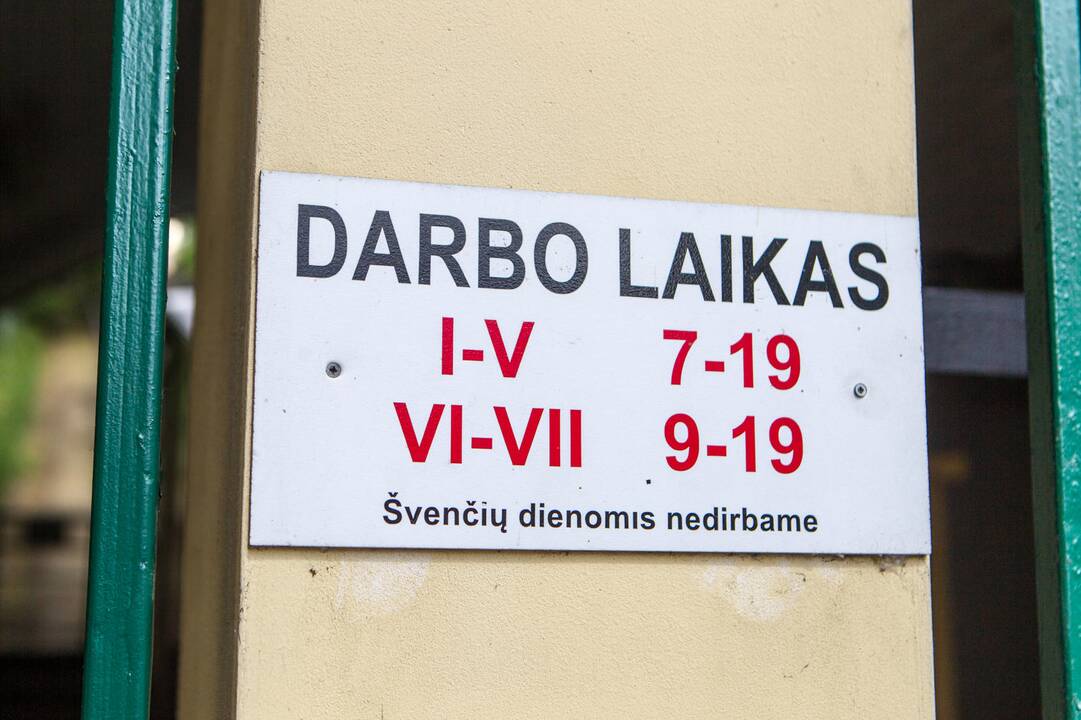 DARBO LAIKAS
I-V 7-19
VI-VII 9-19
Švenčių dienomis nedirbame